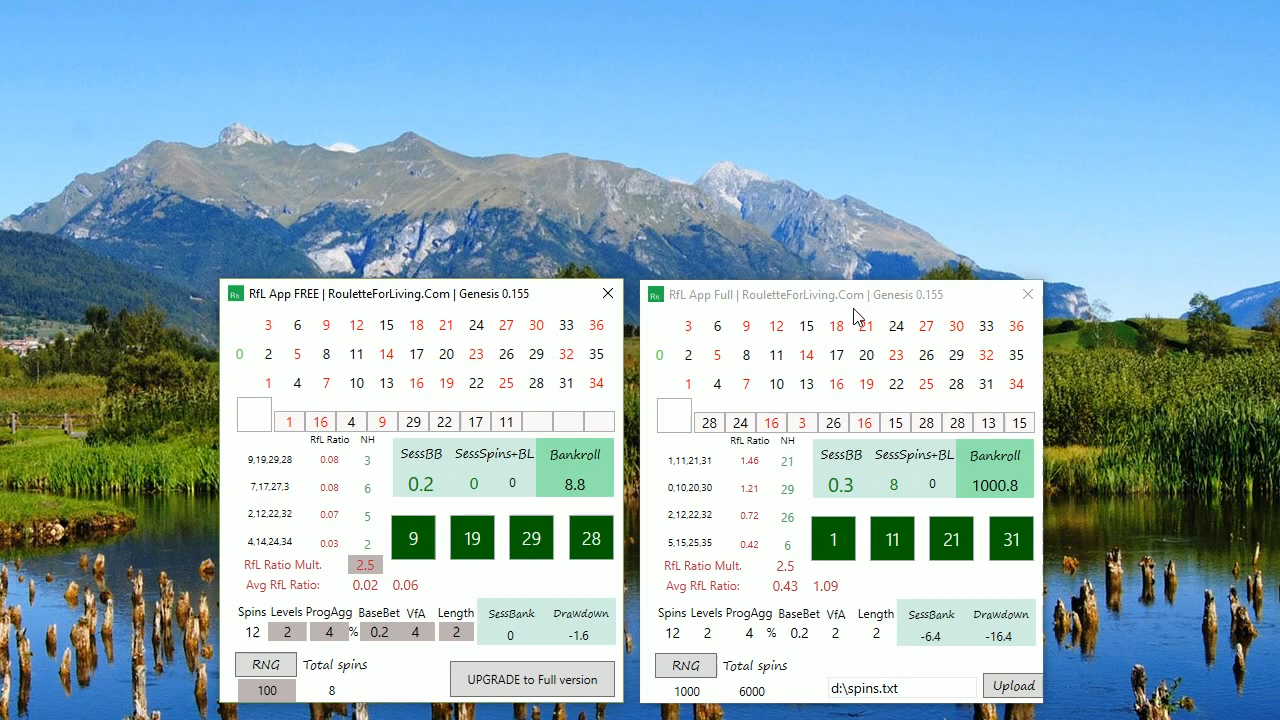 RfL App FREE | RouletteForLiving.Com | Genesis 0.155
3 6 9 12 15 18 21 24 27 30 33 36
0 2 5 8 11 14 17 20 23 26 29 32 35
1 4 7 10 13 16 19 22 25 28 31 34
1 16 4 9 29 22 17 11
RfL Ratio NH
9,19,29,28 0.08 3
7,17,27,3 0.08 6
2,12,22,32 0.07 5
4,14,24,34 0.03 2
SessBB SessSpins+BL Bankroll
0.2 0 0 8.8
9 19 29 28
RfL Ratio Mult. 2.5
Avg RfL Ratio: 0.02 0.06
Spins Levels ProgAgg BaseBet VfA Length
12 2 4 % 0.2 4 2
SessBank Drawdown
0 -1.6
RNG Total spins
100 8
UPGRADE to Full version
RfL App Full | RouletteForLiving.Com | Genesis 0.155
3 6 9 12 15 18 21 24 27 30 33 36
0 2 5 8 11 14 17 20 23 26 29 32 35
1 4 7 10 13 16 19 22 25 28 31 34
28 24 16 3 26 16 15 28 28 13 15
RfL Ratio NH
1,11,21,31 1.46 21
0,10,20,30 1.21 29
2,12,22,32 0.72 26
5,15,25,35 0.42 6
SessBB SessSpins+BL Bankroll
0.3 8 0 1000.8
1 11 21 31
RfL Ratio Mult. 2.5
Avg RfL Ratio: 0.43 1.09
Spins Levels ProgAgg BaseBet VfA Length
12 2 4 % 0.2 2 2
SessBank Drawdown
-6.4 -16.4
RNG Total spins
1000 6000
d:\spins.txt Upload